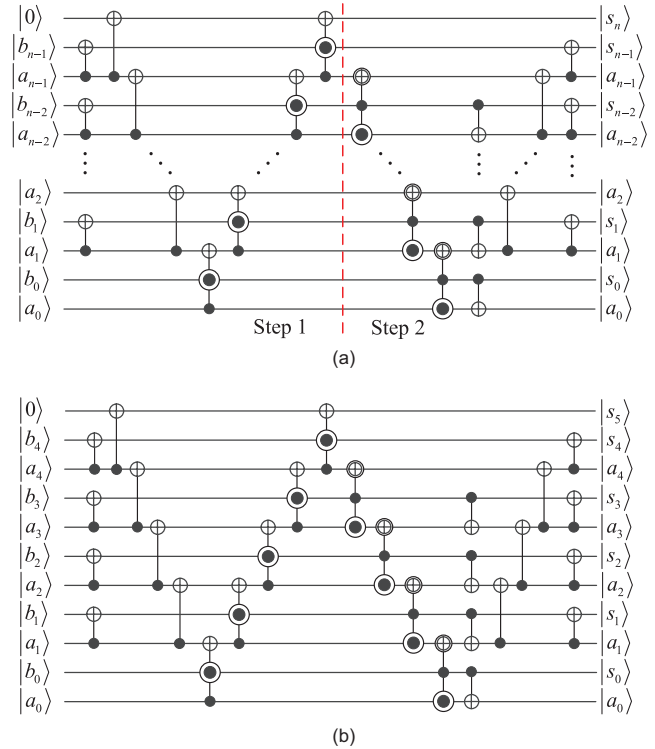 |0⟩ |s_n⟩
|b_{n-1}⟩ |s_{n-1}⟩
|a_{n-1}⟩ |a_{n-1}⟩
|b_{n-2}⟩ |s_{n-2}⟩
|a_{n-2}⟩ |a_{n-2}⟩
|a_2⟩ |a_2⟩
|b_1⟩ |s_1⟩
|a_1⟩ |a_1⟩
|b_0⟩ |s_0⟩
|a_0⟩ |a_0⟩
Step 1 Step 2
(a)
|0⟩ |s_5⟩
|b_4⟩ |s_4⟩
|a_4⟩ |a_4⟩
|b_3⟩ |s_3⟩
|a_3⟩ |a_3⟩
|b_2⟩ |s_2⟩
|a_2⟩ |a_2⟩
|b_1⟩ |s_1⟩
|a_1⟩ |a_1⟩
|b_0⟩ |s_0⟩
|a_0⟩ |a_0⟩
(b)